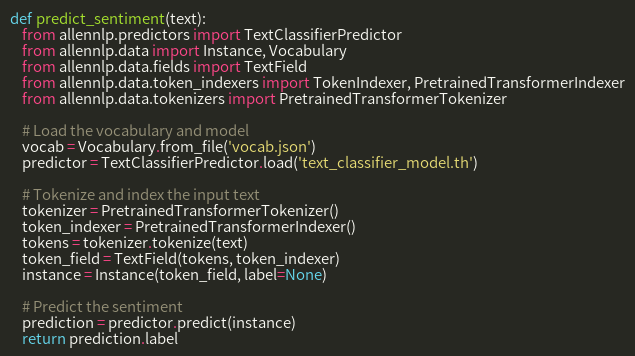 def predict_sentiment(text):
from allennlp.predictors import TextClassifierPredictor
from allennlp.data import Instance, Vocabulary
from allennlp.data.fields import TextField
from allennlp.data.token_indexers import TokenIndexer, PretrainedTransformerIndexer
from allennlp.data.tokenizers import PretrainedTransformerTokenizer
# Load the vocabulary and model
vocab = Vocabulary.from_file('vocab.json')
predictor = TextClassifierPredictor.load('text_classifier_model.th')
# Tokenize and index the input text
tokenizer = PretrainedTransformerTokenizer()
token_indexer = PretrainedTransformerIndexer()
tokens = tokenizer.tokenize(text)
token_field = TextField(tokens, token_indexer)
instance = Instance(token_field, label=None)
# Predict the sentiment
prediction = predictor.predict(instance)
return prediction.label